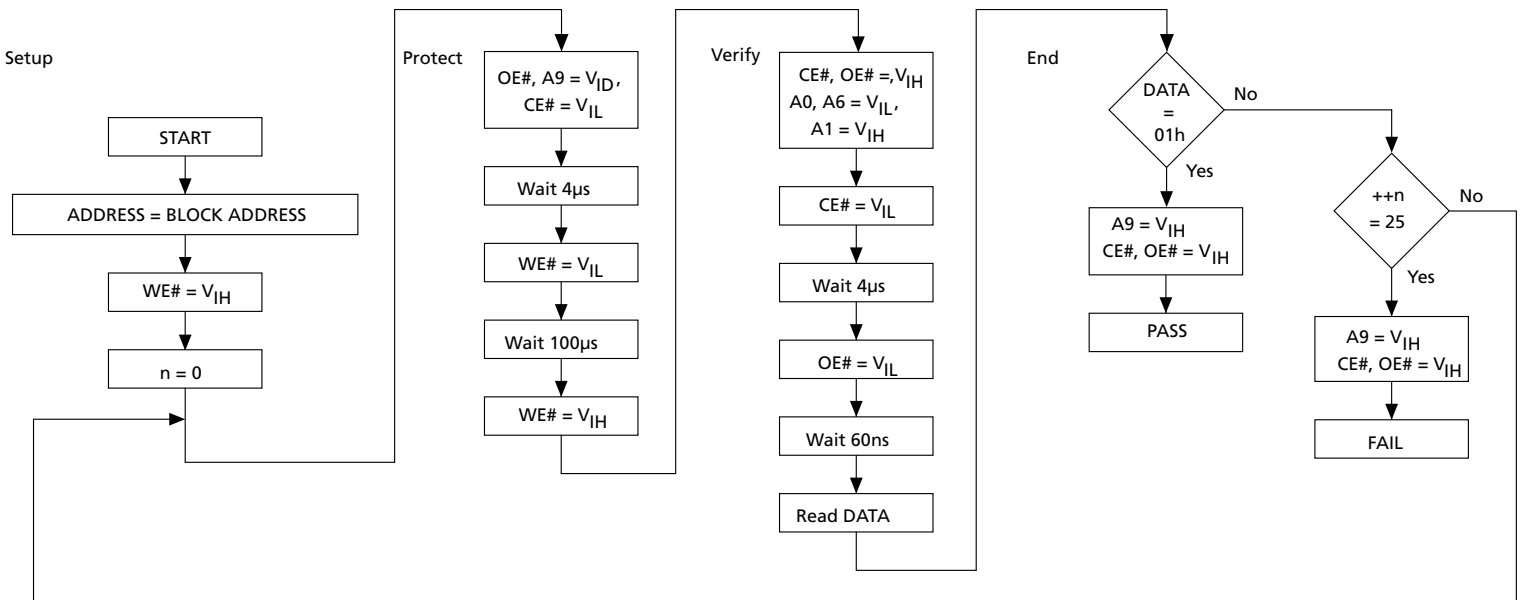 Setup
START
ADDRESS = BLOCK ADDRESS
WE# = VIH
n = 0
Protect
OE#, A9 = VID,
CE# = VIL
Wait 4µs
WE# = VIL
Wait 100µs
WE# = VIH
Verify
CE#, OE# =,VIH
A0, A6 = VIL,
A1 = VIH
CE# = VIL
Wait 4µs
OE# = VIL
Wait 60ns
Read DATA
End
DATA
=
01h
No
Yes
A9 = VIH
CE#, OE# = VIH
PASS
++n
= 25
No
Yes
A9 = VIH
CE#, OE# = VIH
FAIL